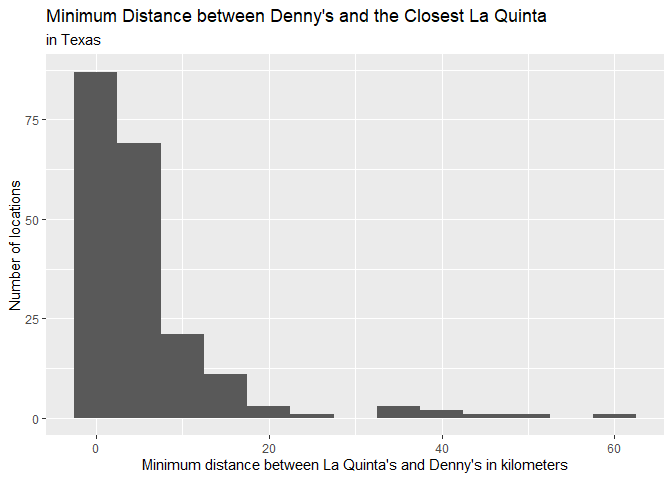 Minimum Distance between Denny's and the Closest La Quinta
in Texas
75
50
25
0
Number of locations
0 20 40 60
Minimum distance between La Quinta's and Denny's in kilometers